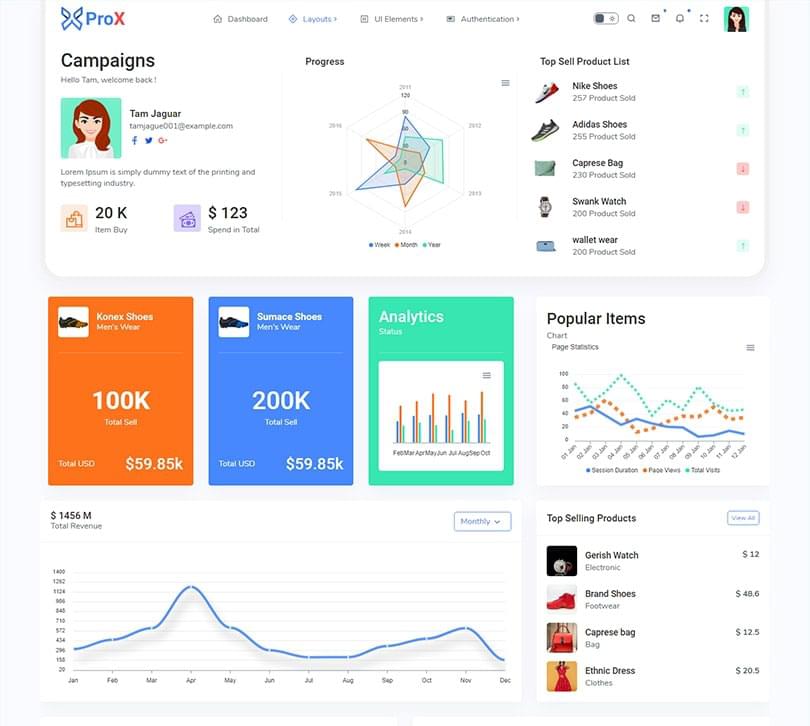 ProX
Dashboard
Layouts
UI Elements
Authentication
Campaigns
Hello Tam, welcome back !
Tam Jaguar
tamjague001@example.com
Lorem Ipsum is simply dummy text of the printing and
typesetting industry.
20 K
Item Buy
$ 123
Spend in Total
Progress
2011
120
90
60
30
0
2016
2012
2015
2013
2014
Week
Month
Year
Top Sell Product List
Nike Shoes
257 Product Sold
Adidas Shoes
255 Product Sold
Caprese Bag
230 Product Sold
Swank Watch
200 Product Sold
wallet wear
200 Product Sold
Konex Shoes
Men's Wear
100K
Total Sell
Total USD $59.85k
Sumace Shoes
Men's Wear
200K
Total Sell
Total USD $59.85k
Analytics
Status
Feb Mar Apr May Jun Jul Aug Sep Oct
Popular Items
Chart
Page Statistics
100
80
60
40
20
0
01 Jan 02 Jan 03 Jan 04 Jan 05 Jan 06 Jan 07 Jan 08 Jan 09 Jan 10 Jan 11 Jan 12 Jan
Session Duration Page Views Total Visits
$ 1456 M
Total Revenue
Monthly
1400
1262
1124
986
848
710
572
434
296
158
20
Jan Feb Mar Apr May Jun Jul Aug Sep Oct Nov Dec
Top Selling Products
View All
Gerish Watch
Electronic
$ 12
Brand Shoes
Footwear
$ 48.6
Caprese bag
Bag
$ 12.5
Ethnic Dress
Clothes
$ 20.5